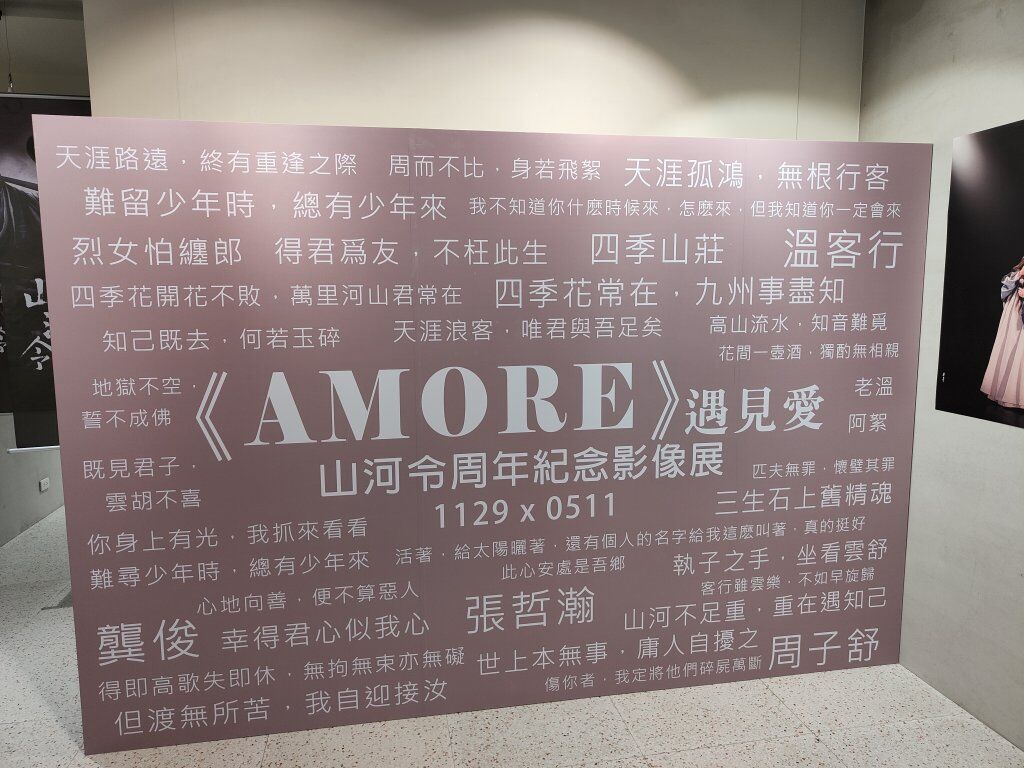 天涯路遠，終有重逢之際
周而不比，身若飛絮
天涯孤鴻，無根行客
難留少年時，總有少年來
我不知道你什麼時候來，怎麼來，但我知道你一定會來
烈女怕纏郎
得君爲友，不枉此生
四季山莊
溫客行
四季花開花不敗，萬里河山君常在
四季花常在，九州事盡知
知己既去，何若玉碎
天涯浪客，唯君與吾足矣
高山流水，知音難覓
花間一壺酒，獨酌無相親
地獄不空，
誓不成佛
《AMORE》遇見愛
老溫
阿絮
山河令周年紀念影像展
1129 x 0511
既見君子，
雲胡不喜
匹夫無罪，懷璧其罪
三生石上舊精魂
你身上有光，我抓來看看
活著，給太陽曬著，還有個人的名字給我這麼叫著，真的挺好
難尋少年時，總有少年來
此心安處是吾鄉
執子之手，坐看雲舒
客行雖雲樂，不如早旋歸
心地向善，便不算惡人
張哲瀚
山河不足重，重在遇知己
龔俊
幸得君心似我心
得即高歌失即休，無拘無束亦無礙
世上本無事，庸人自擾之
周子舒
傷你者，我定將他們碎屍萬斷
但渡無所苦，我自迎接汝
山
令